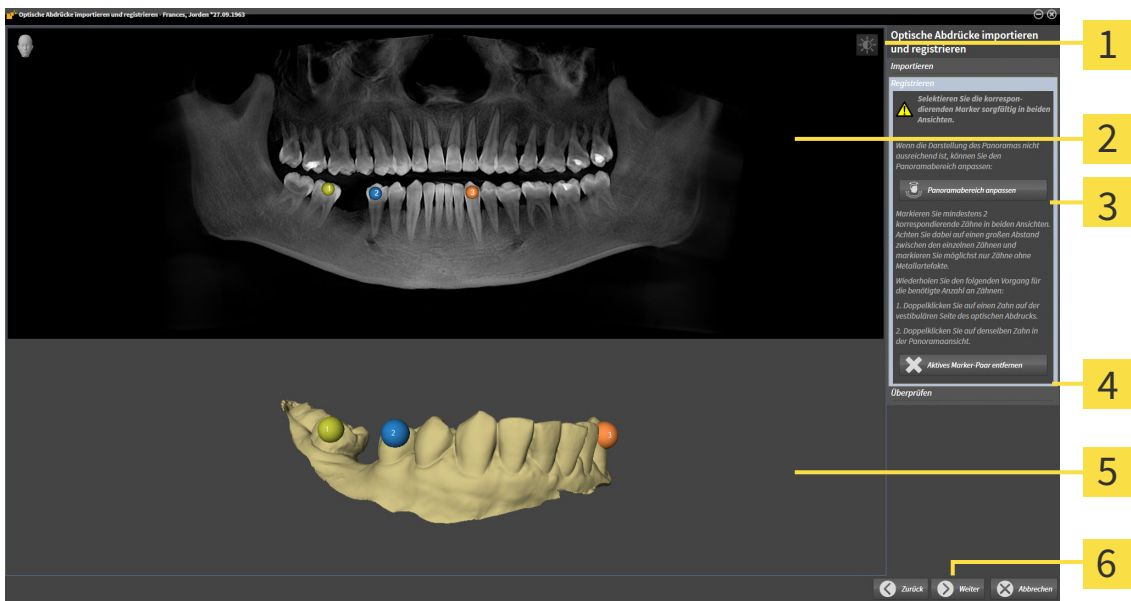 Optische Abdrücke importieren und registrieren - Frances, Jorden *27.09.1963
Optische Abdrücke importieren
und registrieren
Importieren
Registrieren
Selektieren Sie die korrespon-
dierenden Marker sorgfältig in beiden
Ansichten.
Wenn die Darstellung des Panoramas nicht
ausreichend ist, können Sie den
Panoramabereich anpassen:
Panoramabereich anpassen
Markieren Sie mindestens 2
korrespondierende Zähne in beiden Ansichten.
Achten Sie dabei auf einen großen Abstand
zwischen den einzelnen Zähnen und
markieren Sie möglichst nur Zähne ohne
Metallartefakte.
Wiederholen Sie den folgenden Vorgang für
die benötigte Anzahl an Zähnen:
1. Doppelklicken Sie auf einen Zahn auf der
vestibulären Seite des optischen Abdrucks.
2. Doppelklicken Sie auf denselben Zahn in
der Panoramaansicht.
Aktives Marker-Paar entfernen
Überprüfen
1
2
3
1
2
3
Zurück
Weiter
Abbrechen
1
2
3
4
5
6